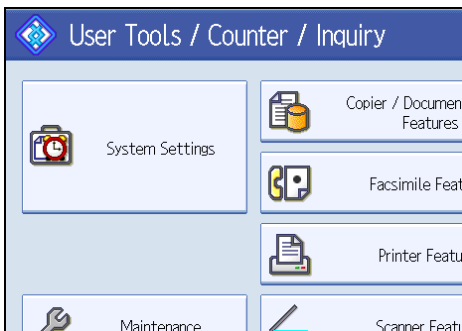 User Tools / Counter / Inquiry
System Settings
Copier / Documen
Features
Facsimile Feat
Printer Featu
Maintenance
Scanner Featu